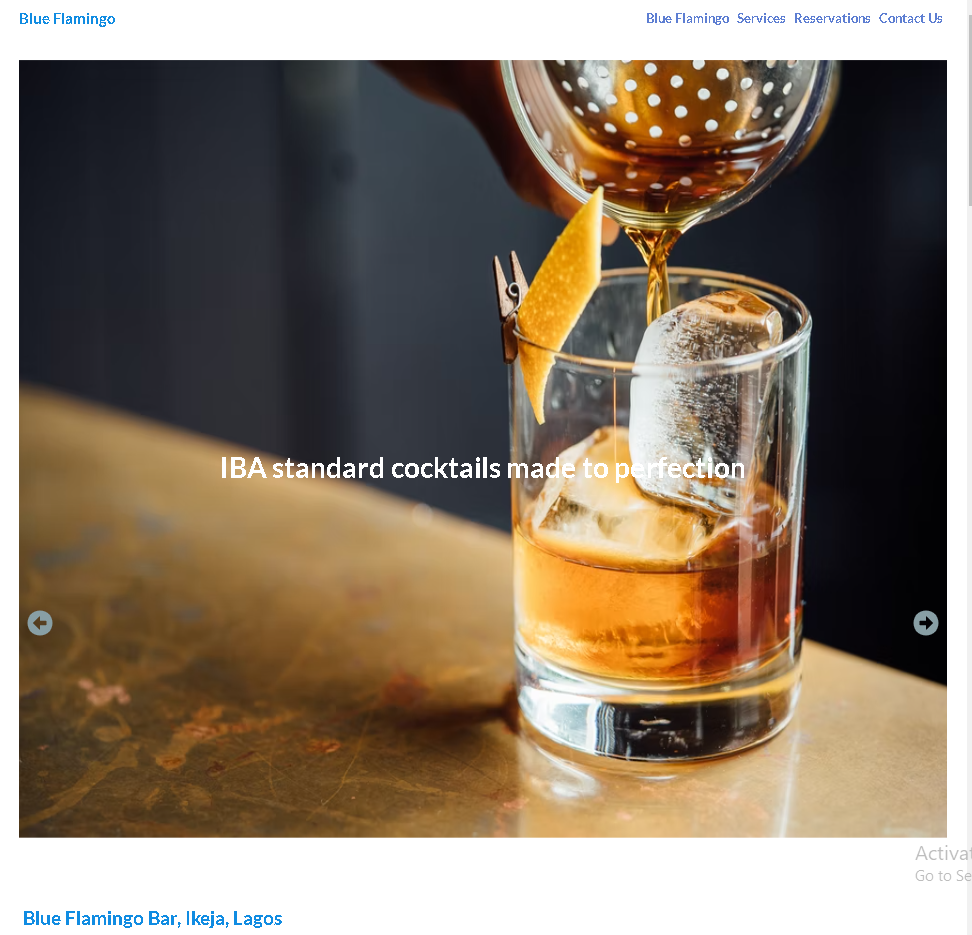 Blue Flamingo
Blue Flamingo Services Reservations Contact Us
IBA standard cocktails made to perfection
Activat
Go to Se
Blue Flamingo Bar, Ikeja, Lagos